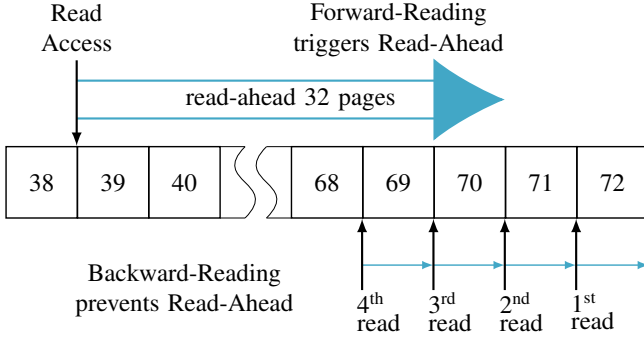 Read
Access
Forward-Reading
triggers Read-Ahead
read-ahead 32 pages
38 39 40 68 69 70 71 72
Backward-Reading
prevents Read-Ahead
4th
read
3rd
read
2nd
read
1st
read